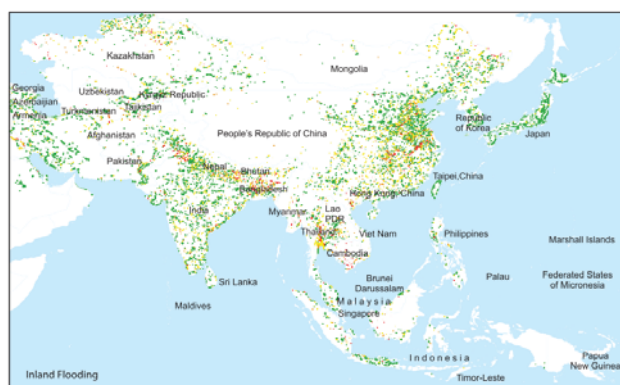 Kazakhstan
Mongolia
Georgia
Uzbekistan
Kyrgyz Republic
Azerbaijan
Tajikistan
Turkmenistan
Armenia
Republic
of Korea
Japan
People's Republic of China
Afghanistan
Pakistan
Nepal
Bhutan
Taipei,China
Bangladesh
Hong Kong, China
India
Myanmar
Lao
PDR
Thailand
Viet Nam
Philippines
Marshall Islands
Cambodia
Sri Lanka
Brunei
Darussalam
Palau
Federated States
of Micronesia
Maldives
Malaysia
Singapore
Indonesia
Papua
New Guinea
Inland Flooding
Timor-Leste